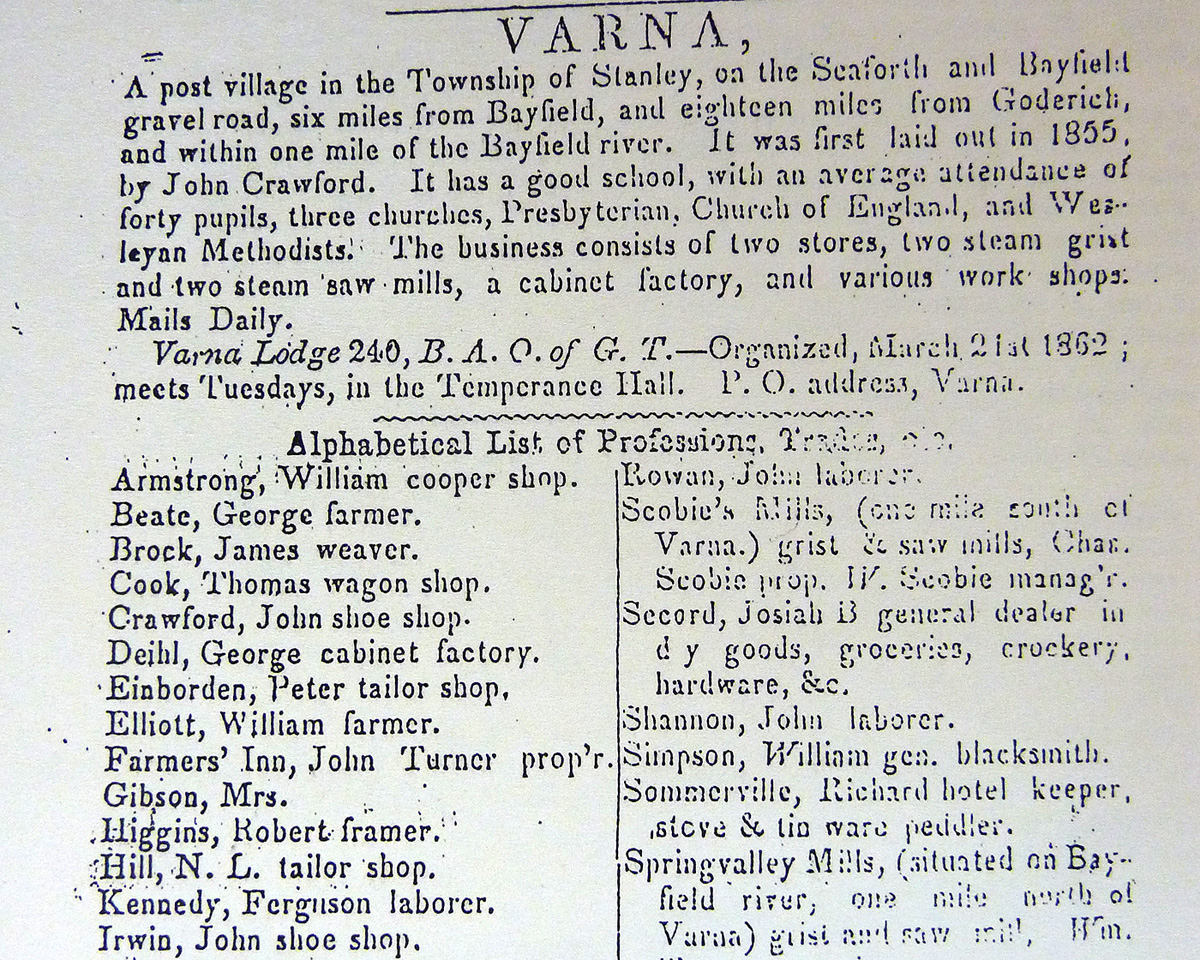 VARNA,
A post village in the Township of Stanley, on the Seaforth and Bayfield
gravel road, six miles from Bayfield, and eighteen miles from Goderich,
and within one mile of the Bayfield river. It was first laid out in 1855,
by John Crawford. It has a good school, with an average attendance of
forty pupils, three churches, Presbyterian, Church of England, and Wes-
leyan Methodists. The business consists of two stores, two steam grist
and two steam saw mills, a cabinet factory, and various work shops.
Mails Daily.
Varna Lodge 240, B. A. O. of G. T.—Organized, March 21st 1862 ;
meets Tuesdays, in the Temperance Hall. P. O. address, Varna.
Alphabetical List of Professions, Trades, etc.
Armstrong, William cooper shop.
Beate, George farmer.
Brock, James weaver.
Cook, Thomas wagon shop.
Crawford, John shoe shop.
Deihl, George cabinet factory.
Einborden, Peter tailor shop,
Elliott, William farmer.
Farmers' Inn, John Turner prop'r.
Gibson, Mrs.
Higgins, Robert framer.
Hill, N. L. tailor shop.
Kennedy, Ferguson laborer.
Irwin, John shoe shop.
Rowan, John laborer.
Scobie's Mills, (one mile south of
Varna.) grist & saw mills, Chas.
Scobie prop. W. Scobie manag'r.
Secord, Josiah B general dealer in
d y goods, groceries, crockery,
hardware, &c.
Shannon, John laborer.
Simpson, William gen. blacksmith.
Sommerville, Richard hotel keeper,
stove & tin ware peddler.
Springvalley Mills, (situated on Bay-
field river, one mile north of
Varna) grist and saw mill, Wm.